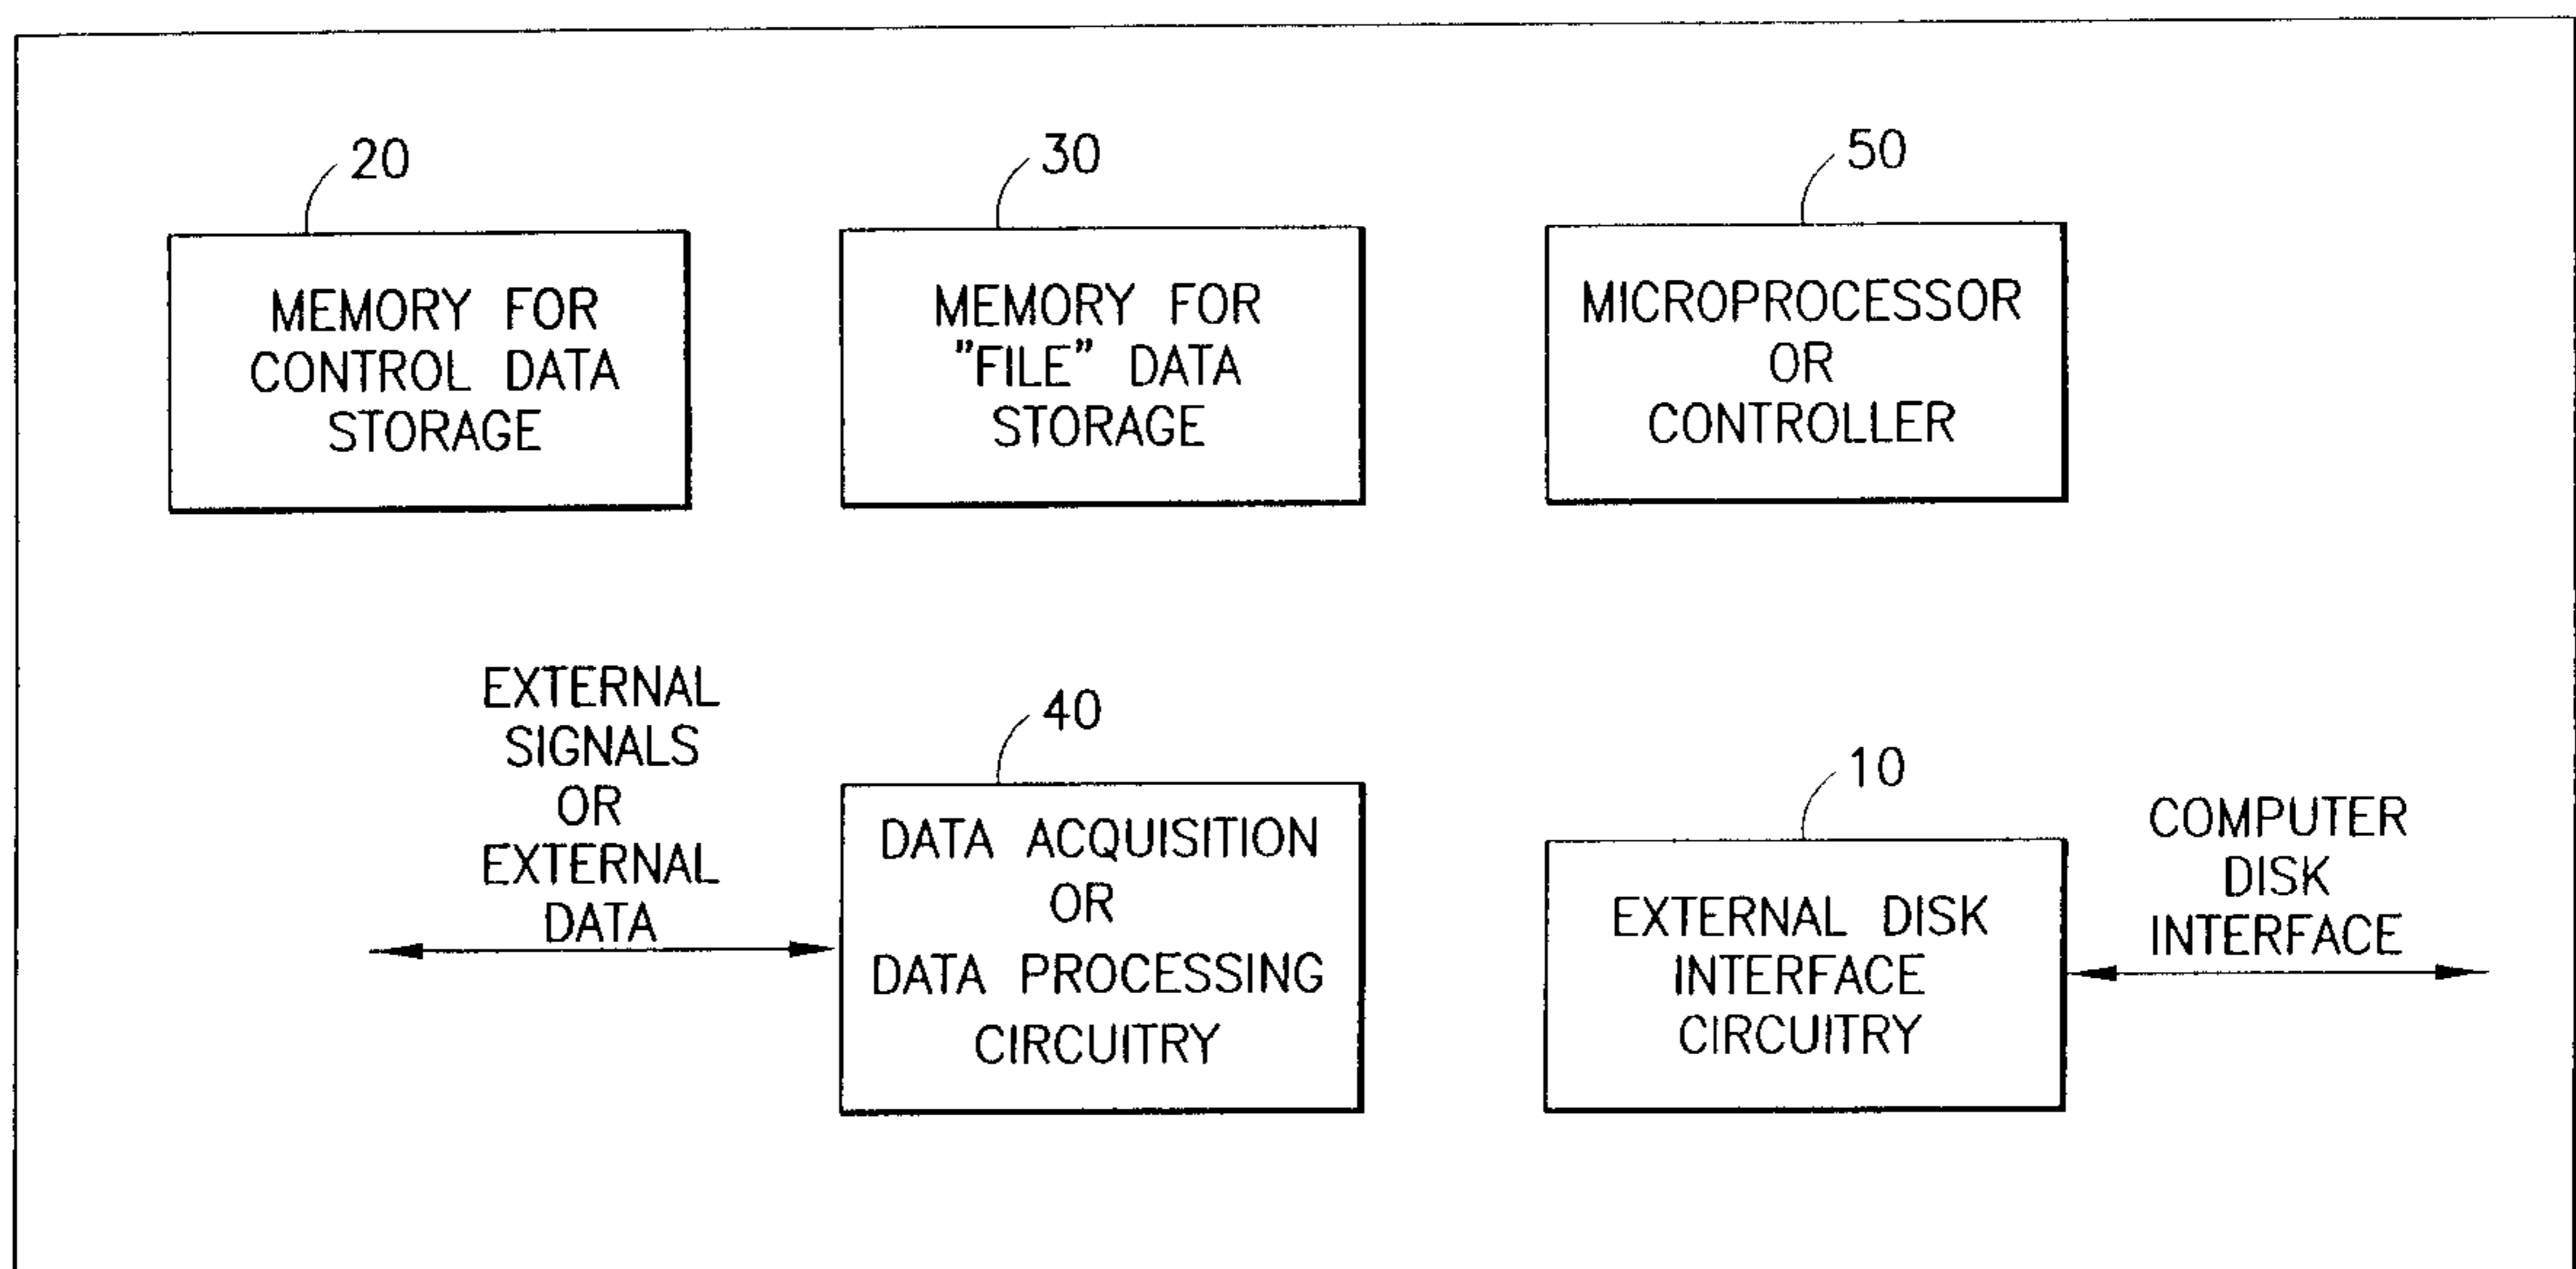 20
MEMORY FOR
CONTROL DATA
STORAGE
30
MEMORY FOR
"FILE" DATA
STORAGE
50
MICROPROCESSOR
OR
CONTROLLER
EXTERNAL
SIGNALS
OR
EXTERNAL
DATA
40
DATA ACQUISITION
OR
DATA PROCESSING
CIRCUITRY
10
EXTERNAL DISK
INTERFACE
CIRCUITRY
COMPUTER
DISK
INTERFACE